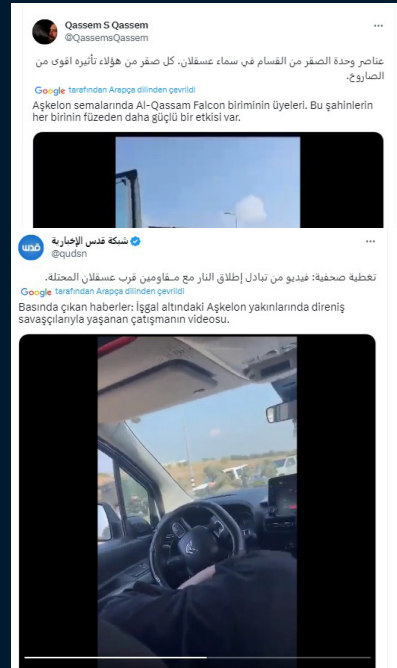 Qassem S Qassem
@QassemsQassem
عناصر وحدة الصقر من القسام في سماء عسقلان. كل صقر من هؤلاء تأثيره اقوى من
الصاروخ.
Google tarafından Arapça dilinden çevrildi
Aşkelon semalarında Al-Qassam Falcon biriminin üyeleri. Bu şahinlerin
her birinin füzeden daha güçlü bir etkisi var.
شبكة قدس الإخبارية
@qudsn
قدس
تغطية صحفية: فيديو من تبادل إطلاق النار مع مـقاومين قرب عسقلان المحتلة.
Google tarafından Arapça dilinden çevrildi
Basında çıkan haberler: İşgal altındaki Aşkelon yakınlarında direniş
savaşçılarıyla yaşanan çatışmanın videosu.